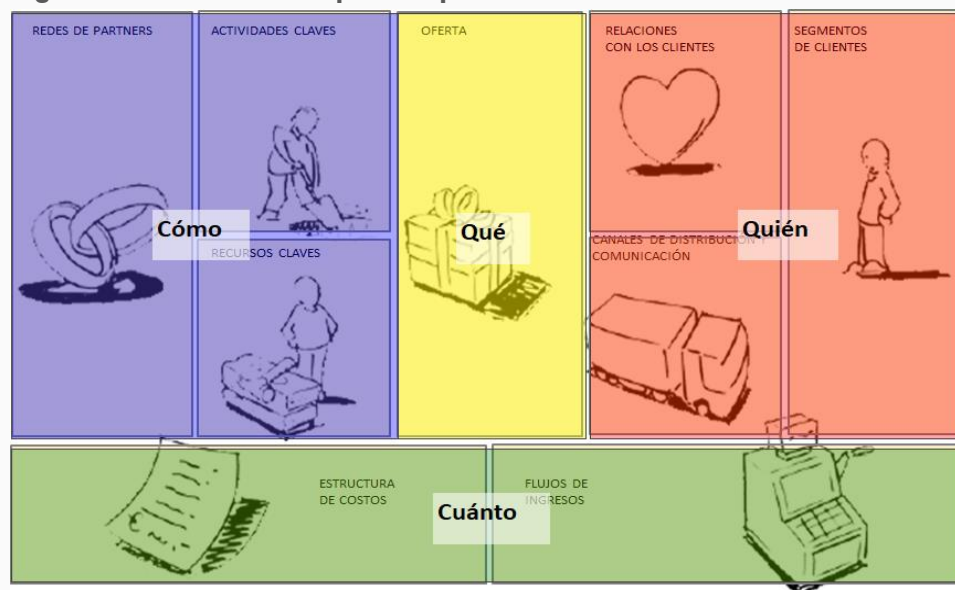 REDES DE PARTNERS
ACTIVIDADES CLAVES
OFERTA
RELACIONES
CON LOS CLIENTES
SEGMENTOS
DE CLIENTES
Cómo
Qué
Quién
RECURSOS CLAVES
CANALES DE DISTRIBUCIÓN Y
COMUNICACIÓN
ESTRUCTURA
DE COSTOS
FLUJOS DE
INGRESOS
Cuánto